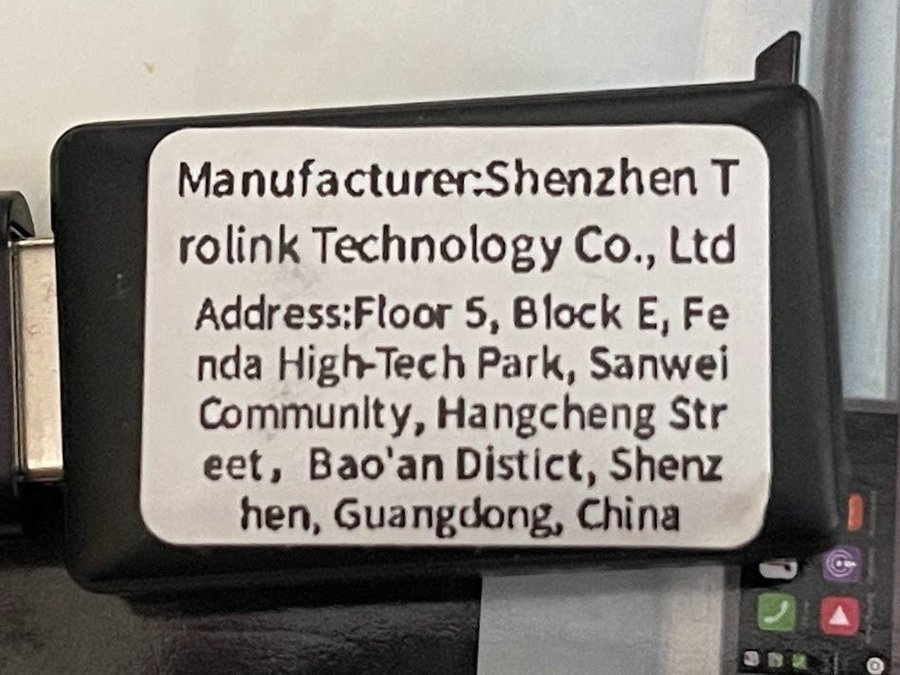 Manufacturer:Shenzhen T
rolink Technology Co., Ltd
Address:Floor 5, Block E, Fe
nda High-Tech Park, Sanwei
Community, Hangcheng Str
eet, Bao'an Distict, Shenz
hen, Guangdong, China